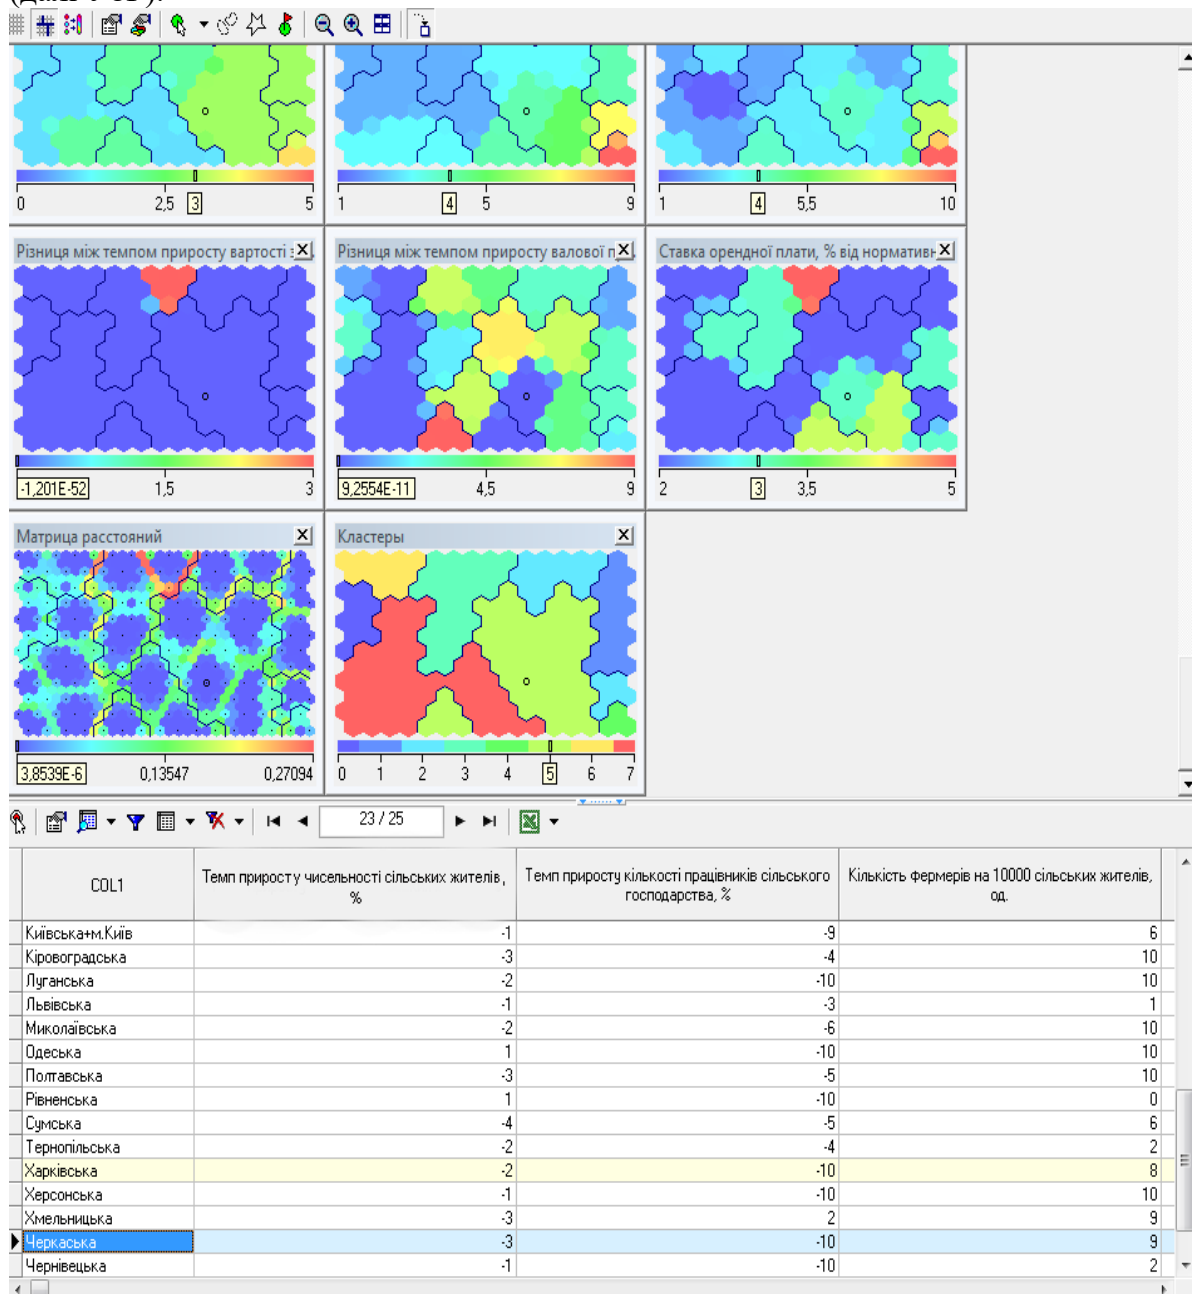 0 2,5 3 5
1 4 5 9
1 4 5,5 10
Різниця між темпом приросту вартості з
Різниця між темпом приросту валової п
Ставка орендної плати, % від норматив
-1,201E-52 1,5 3
9,2554E-11 4,5 9
2 3 3,5 5
Матрица расстояний
Кластеры
3,8539E-6 0,13547 0,27094
0 1 2 3 4 5 6 7
23 / 25
COL1
Темп приросту чисельності сільських жителів, %
Темп приросту кількості працівників сільського господарства, %
Кількість фермерів на 10000 сільських жителів, од.
Київська+м.Київ -1 -9 6
Кіровоградська -3 -4 10
Луганська -2 -10 10
Львівська -1 -3 1
Миколаївська -2 -6 10
Одеська 1 -10 10
Полтавська -3 -5 10
Рівненська 1 -10 0
Сумська -4 -5 6
Тернопільська -2 -4 2
Харківська -2 -10 8
Херсонська -1 -10 10
Хмельницька -3 2 9
Черкаська -3 -10 9
Чернівецька -1 -10 2